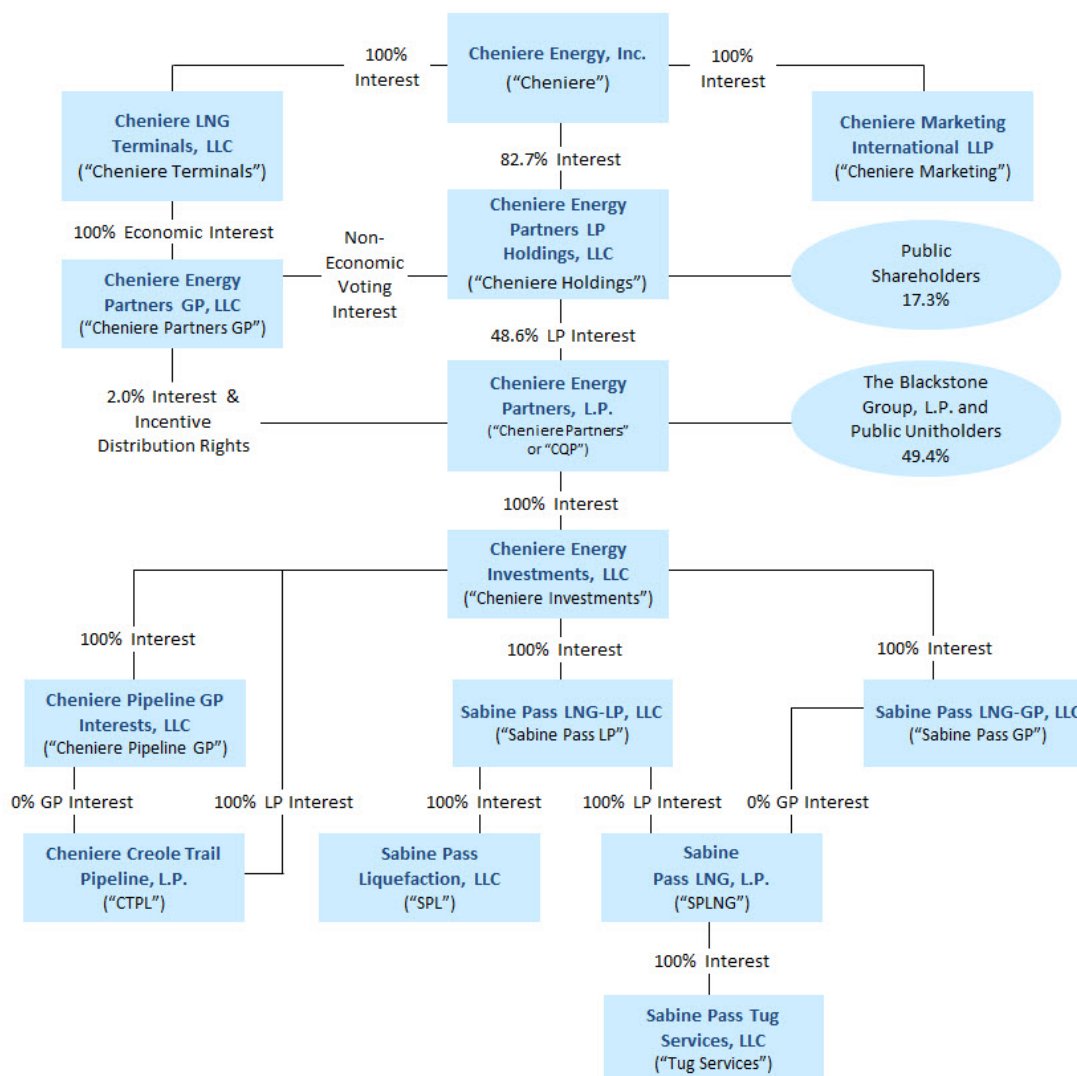 Cheniere Energy, Inc.
("Cheniere")
100%
Interest
100%
Interest
Cheniere LNG
Terminals, LLC
("Cheniere Terminals")
Cheniere Marketing
International LLP
("Cheniere Marketing")
82.7% Interest
100% Economic Interest
Non-
Economic
Voting
Interest
Cheniere Energy
Partners LP
Holdings, LLC
("Cheniere Holdings")
Public
Shareholders
17.3%
Cheniere Energy
Partners GP, LLC
("Cheniere Partners GP")
48.6% LP Interest
2.0% Interest &
Incentive
Distribution Rights
Cheniere Energy
Partners, L.P.
("Cheniere Partners"
or "CQP")
The Blackstone
Group, L.P. and
Public Unitholders
49.4%
100% Interest
Cheniere Energy
Investments, LLC
("Cheniere Investments")
100% Interest
100% Interest
100% Interest
Cheniere Pipeline GP
Interests, LLC
("Cheniere Pipeline GP")
Sabine Pass LNG-LP, LLC
("Sabine Pass LP")
Sabine Pass LNG-GP, LLC
("Sabine Pass GP")
0% GP Interest
100% LP Interest
100% Interest
100% LP Interest
0% GP Interest
Cheniere Creole Trail
Pipeline, L.P.
("CTPL")
Sabine Pass
Liquefaction, LLC
("SPL")
Sabine
Pass LNG, L.P.
("SPLNG")
100% Interest
Sabine Pass Tug
Services, LLC
("Tug Services")